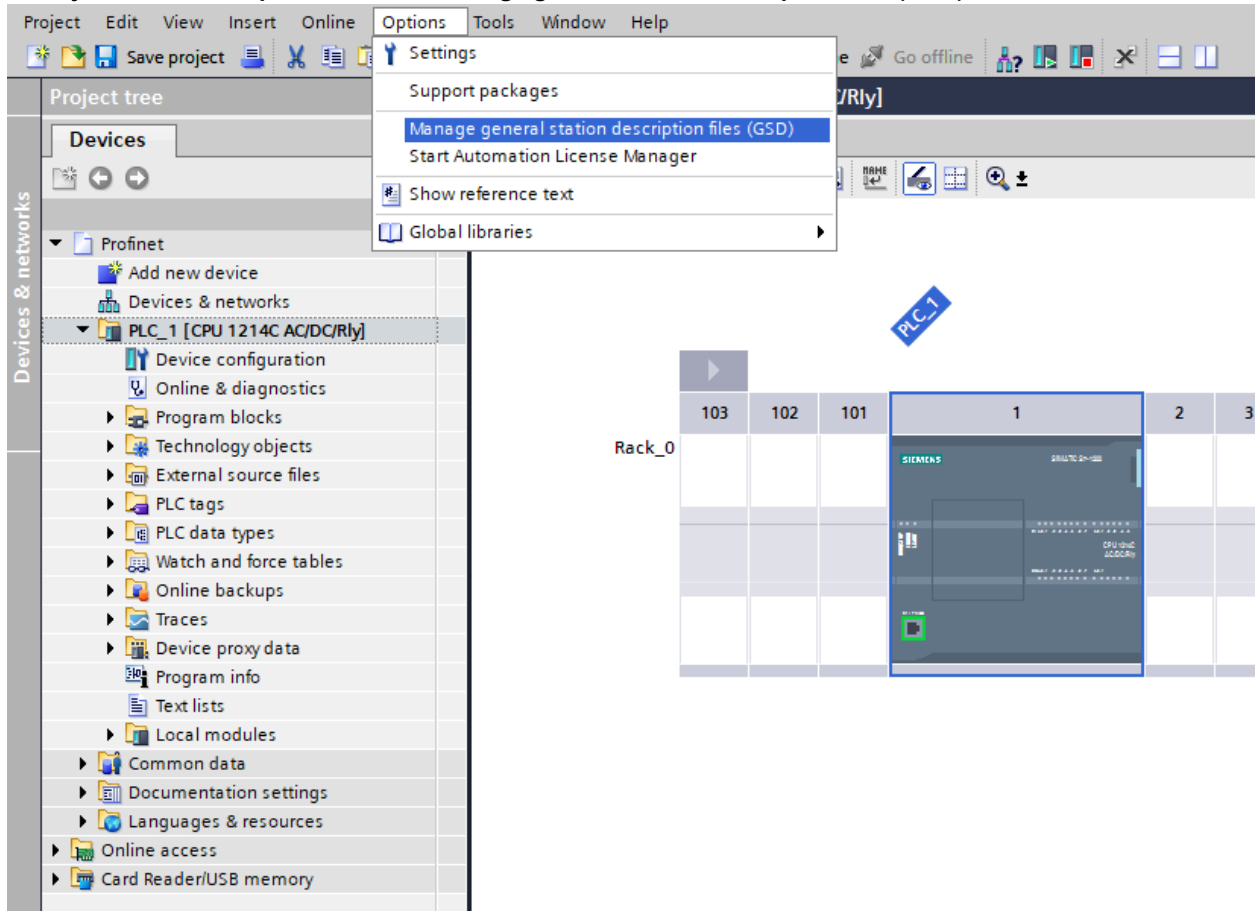 Project Edit View Insert Online Options Tools Window Help
Save project
Go offline
Settings
Support packages
Manage general station description files (GSD)
Start Automation License Manager
Show reference text
Global libraries
Project tree
/Rly]
Devices
NAME
Devices & networks
Profinet
Add new device
Devices & networks
PLC_1 [CPU 1214C AC/DC/Rly]
Device configuration
Online & diagnostics
Program blocks
Technology objects
External source files
PLC tags
PLC data types
Watch and force tables
Online backups
Traces
Device proxy data
Program info
Text lists
Local modules
Common data
Documentation settings
Languages & resources
Online access
Card Reader/USB memory
PLC_1
103 102 101 1 2 3
Rack_0
SIEMENS
CPU 1214C
AC/DC/Rly